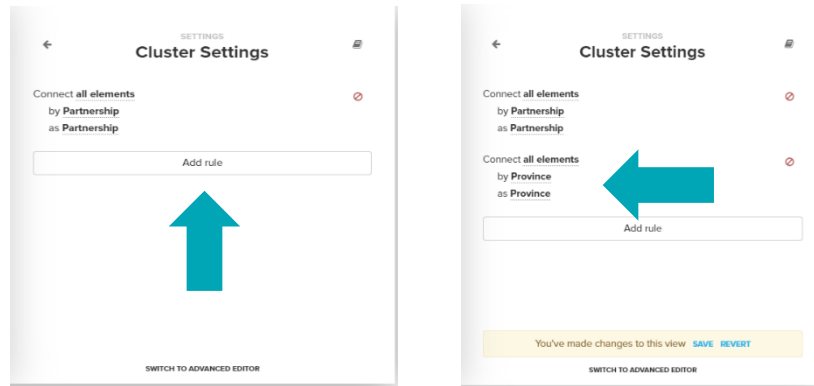 SETTINGS
Cluster Settings
Connect all elements
by Partnership
as Partnership
Add rule
SWITCH TO ADVANCED EDITOR
SETTINGS
Cluster Settings
Connect all elements
by Partnership
as Partnership
Connect all elements
by Province
as Province
Add rule
You've made changes to this view SAVE REVERT
SWITCH TO ADVANCED EDITOR